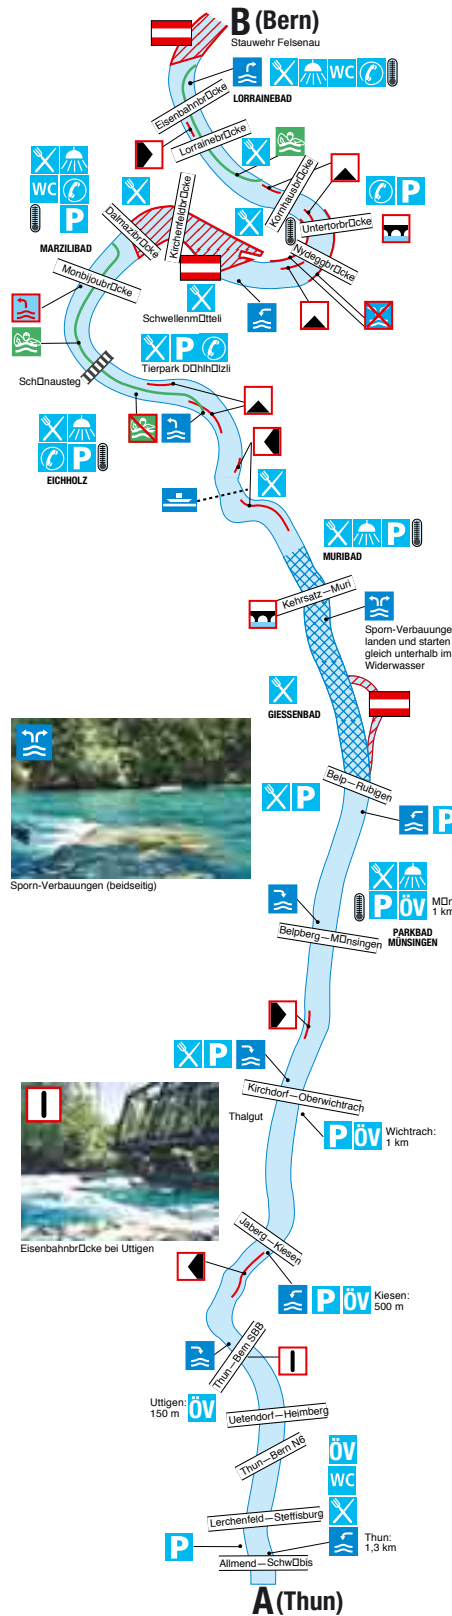 B (Bern)
Stauwehr Felsenau
WC
LORRAINEBAD
Eisenbahnbr□cke
Lorrainebr□cke
Kornhausbr□cke
P
Untertorbr□cke
Nydeggbr□cke
WC
P
MARZILIBAD
Dalmazibr□cke
Kirchenfeldbr□cke
Monbijoubr□cke
Schwellenm□tteli
P
Tierpark D□hlh□lzli
Sch□nausteg
P
EICHHOLZ
P
MURIBAD
Kehrsatz—Muri
Sporn-Verbauunge
landen und starten
gleich unterhalb im
Widerwasser
GIESSENBAD
Sporn-Verbauungen (beidseitig)
Belp—Rubigen
P
P
P ÖV
M□n
1 km
PARKBAD
MÜNSINGEN
Belpberg—M□nsingen
P
Kirchdorf—Oberwichtrach
Thalgut
P ÖV
Wichtrach:
1 km
Eisenbahnbr□cke bei Uttigen
Jaberg—Kiesen
P ÖV
Kiesen:
500 m
Thun—Bern SBB
Uttigen:
150 m
ÖV
Uetendorf—Heimberg
Thun—Bern N6
ÖV
WC
Lerchenfeld—Steffisburg
P
Thun:
1,3 km
Allmend—Schw□bis
A (Thun)